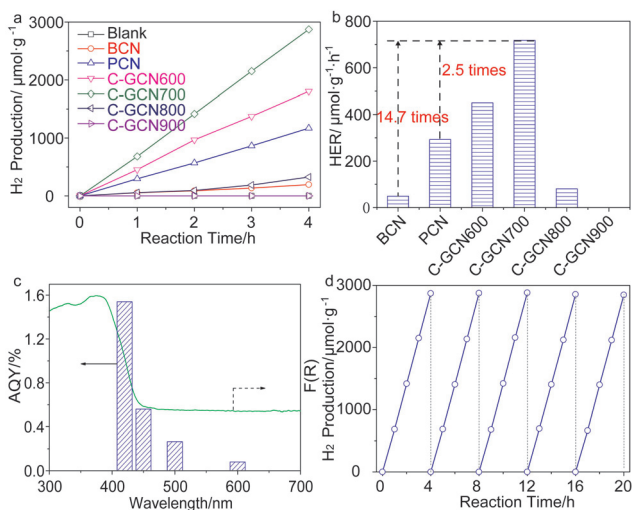 a
H2 Production/ μmol·g-1
3000
2000
1000
0
Blank
BCN
PCN
C-GCN600
C-GCN700
C-GCN800
C-GCN900
0 1 2 3 4
Reaction Time/h
b
HER/ μmol·g-1·h-1
800
600
400
200
0
14.7 times
2.5 times
BCN
PCN
C-GCN600
C-GCN700
C-GCN800
C-GCN900
c
AQY/%
1.6
1.2
0.8
0.4
0.0
300 400 500 600 700
Wavelength/nm
F(R)
d
H2 Production/μmol·g-1
3000
2000
1000
0
0 4 8 12 16 20
Reaction Time/h